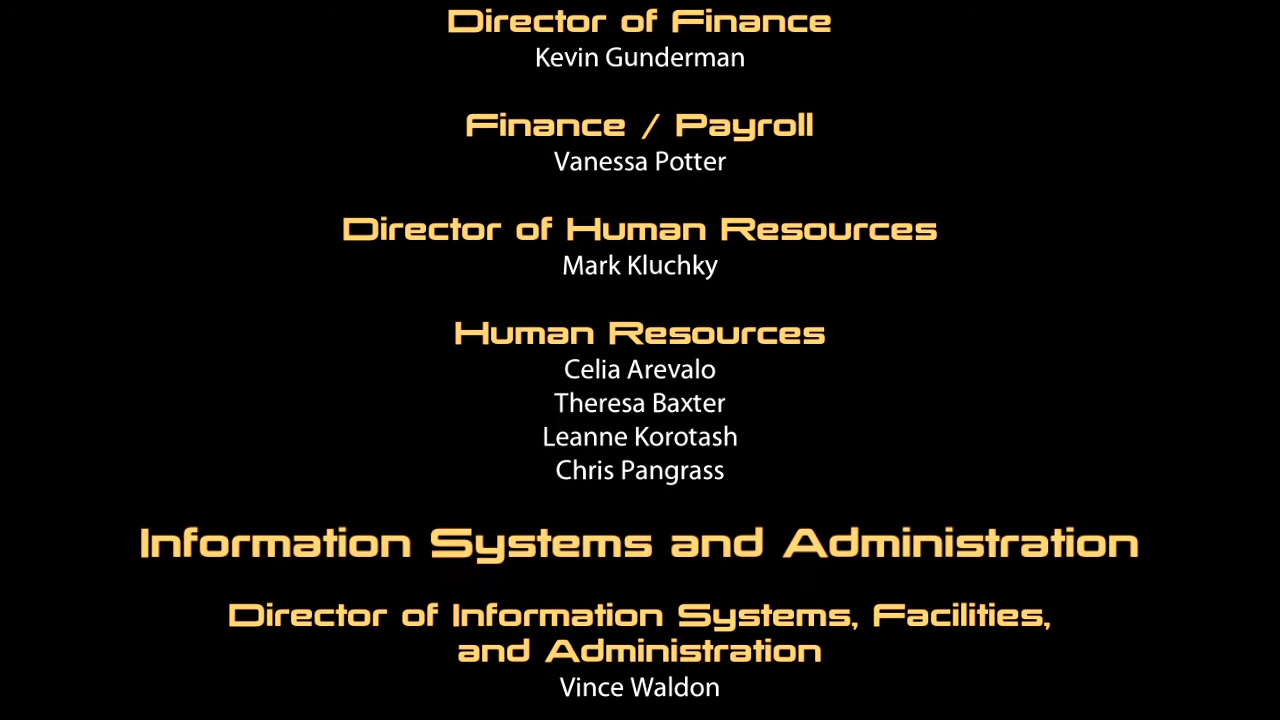 Director of Finance
Kevin Gunderman
Finance / Payroll
Vanessa Potter
Director of Human Resources
Mark Kluchky
Human Resources
Celia Arevalo
Theresa Baxter
Leanne Korotash
Chris Pangrass
Information Systems and Administration
Director of Information Systems, Facilities,
and Administration
Vince Waldon